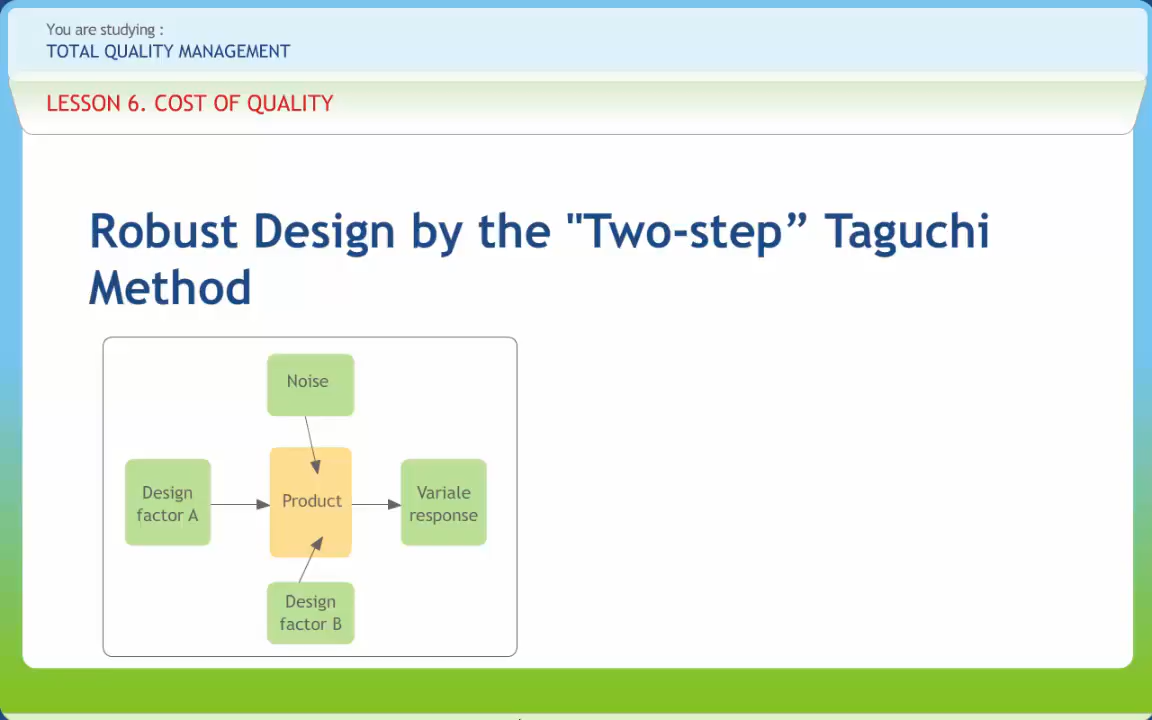 You are studying :
TOTAL QUALITY MANAGEMENT
LESSON 6. COST OF QUALITY
Robust Design by the "Two-step” Taguchi
Method
Noise
Design
factor A
Product
Variale
response
Design
factor B